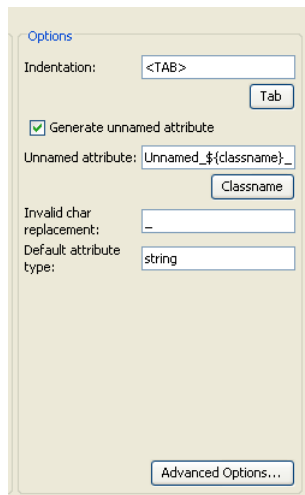 Options
Indentation: <TAB>
Tab
Generate unnamed attribute
Unnamed attribute: Unnamed_${classname}_
Classname
Invalid char
replacement: _
Default attribute
type: string
Advanced Options...